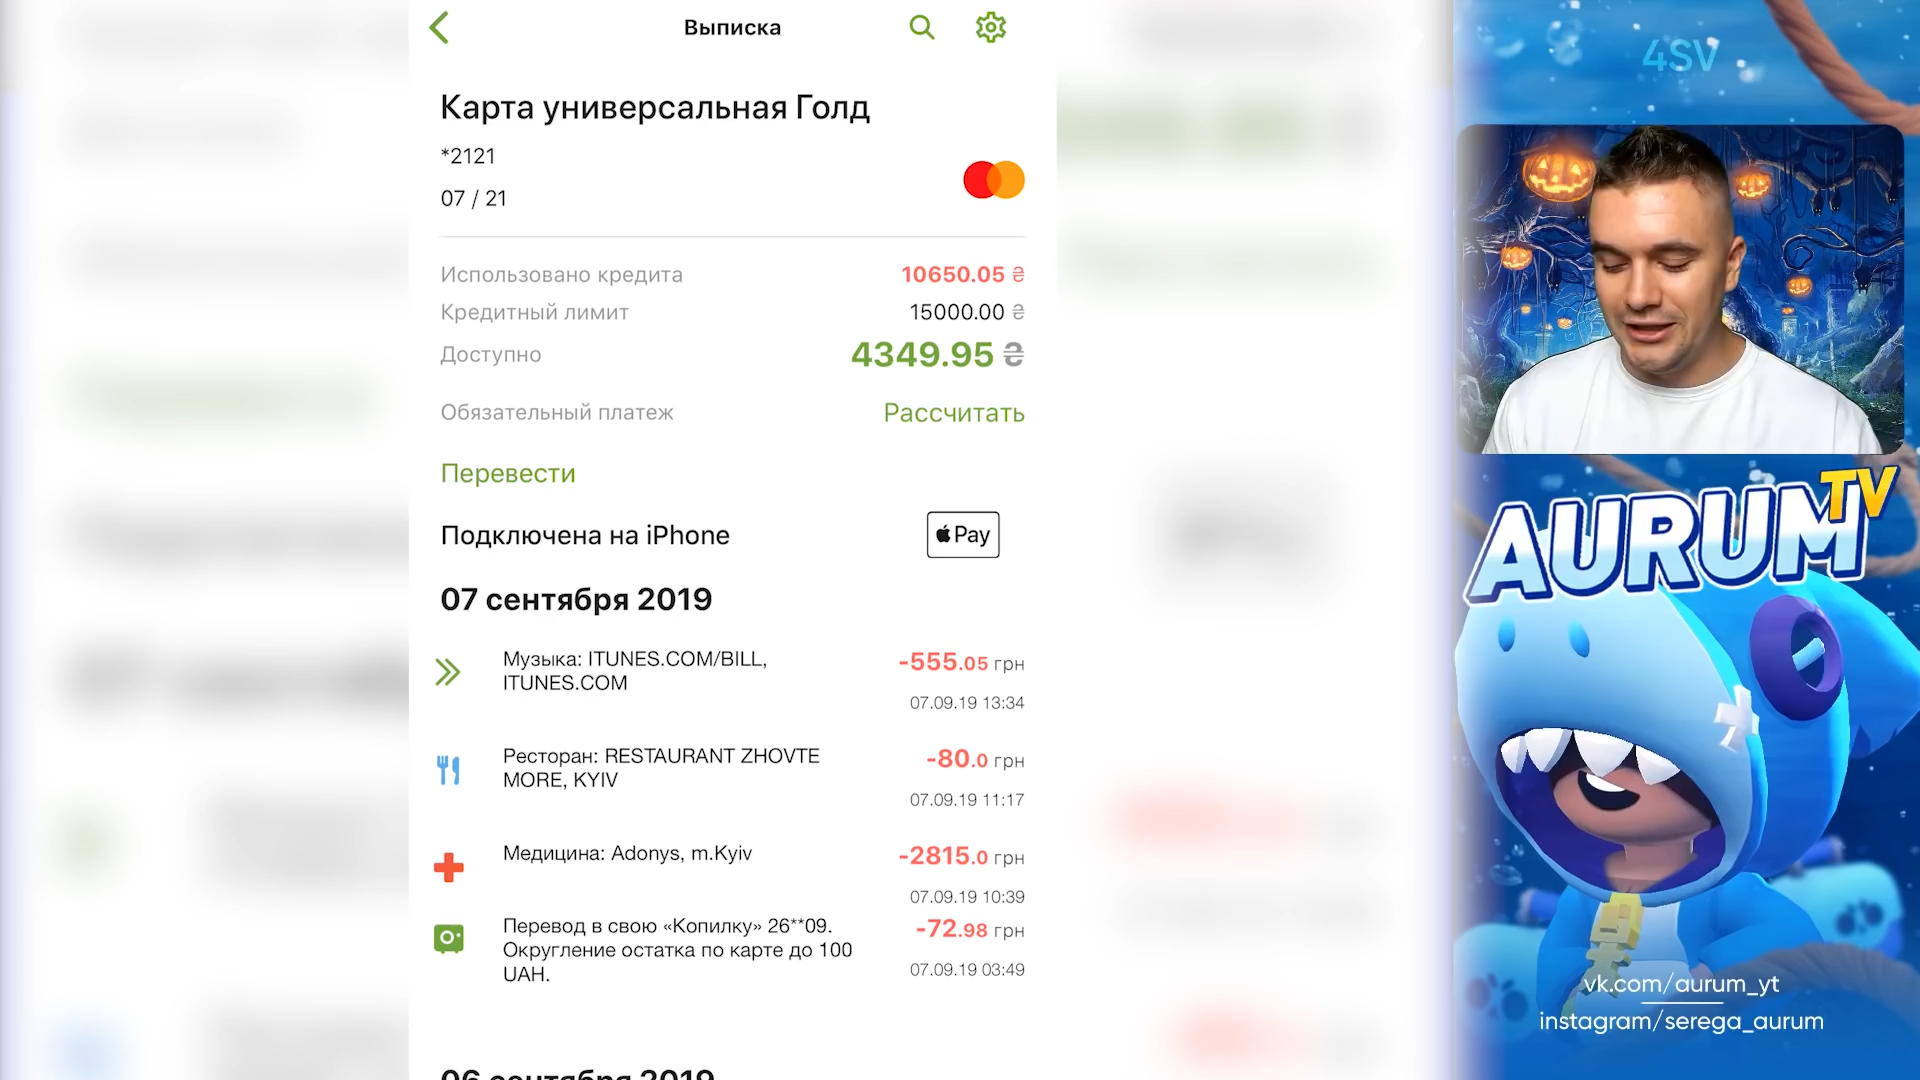 Выписка
Карта универсальная Голд
*2121
07 / 21
Использовано кредита 10650.05 ₴
Кредитный лимит 15000.00 ₴
Доступно 4349.95 ₴
Обязательный платеж Рассчитать
Перевести
Подключена на iPhone Pay
07 сентября 2019
Музыка: ITUNES.COM/BILL, -555.05 грн
ITUNES.COM
07.09.19 13:34
Ресторан: RESTAURANT ZHOVTE -80.0 грн
MORE, KYIV
07.09.19 11:17
Медицина: Adonys, m.Kyiv -2815.0 грн
07.09.19 10:39
Перевод в свою «Копилку» 26**09. -72.98 грн
Округление остатка по карте до 100
UAH.
07.09.19 03:49
06 сентября 2019
4SV
AURUM TV
vk.com/aurum_yt
instagram/serega_aurum